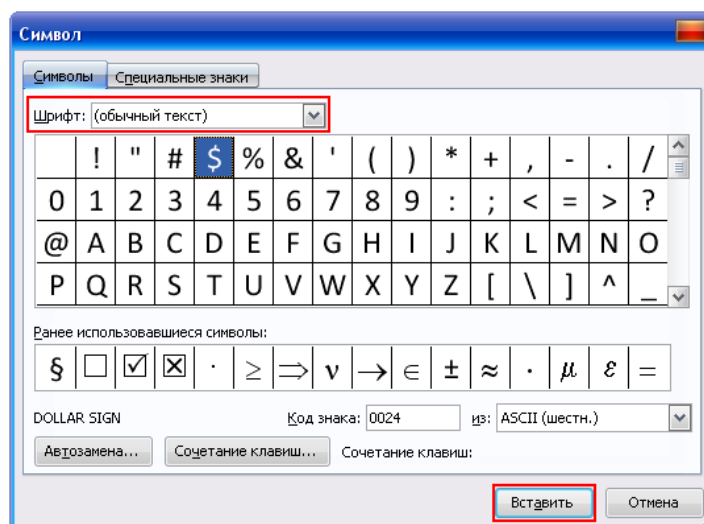 Символ
Символы Специальные знаки
Шрифт: (обычный текст)
! " # $ % & ' ( ) * + , - . /
0 1 2 3 4 5 6 7 8 9 : ; < = > ?
@ A B C D E F G H I J K L M N O
P Q R S T U V W X Y Z [ \ ] ^ _
Ранее использовавшиеся символы:
§ □ ☑ ☒ · ≥ ⇒ ν → ∈ ± ≈ · μ ε =
DOLLAR SIGN Код знака: 0024 из: ASCII (шестн.)
Автозамена... Сочетание клавиш... Сочетание клавиш:
Вставить Отмена